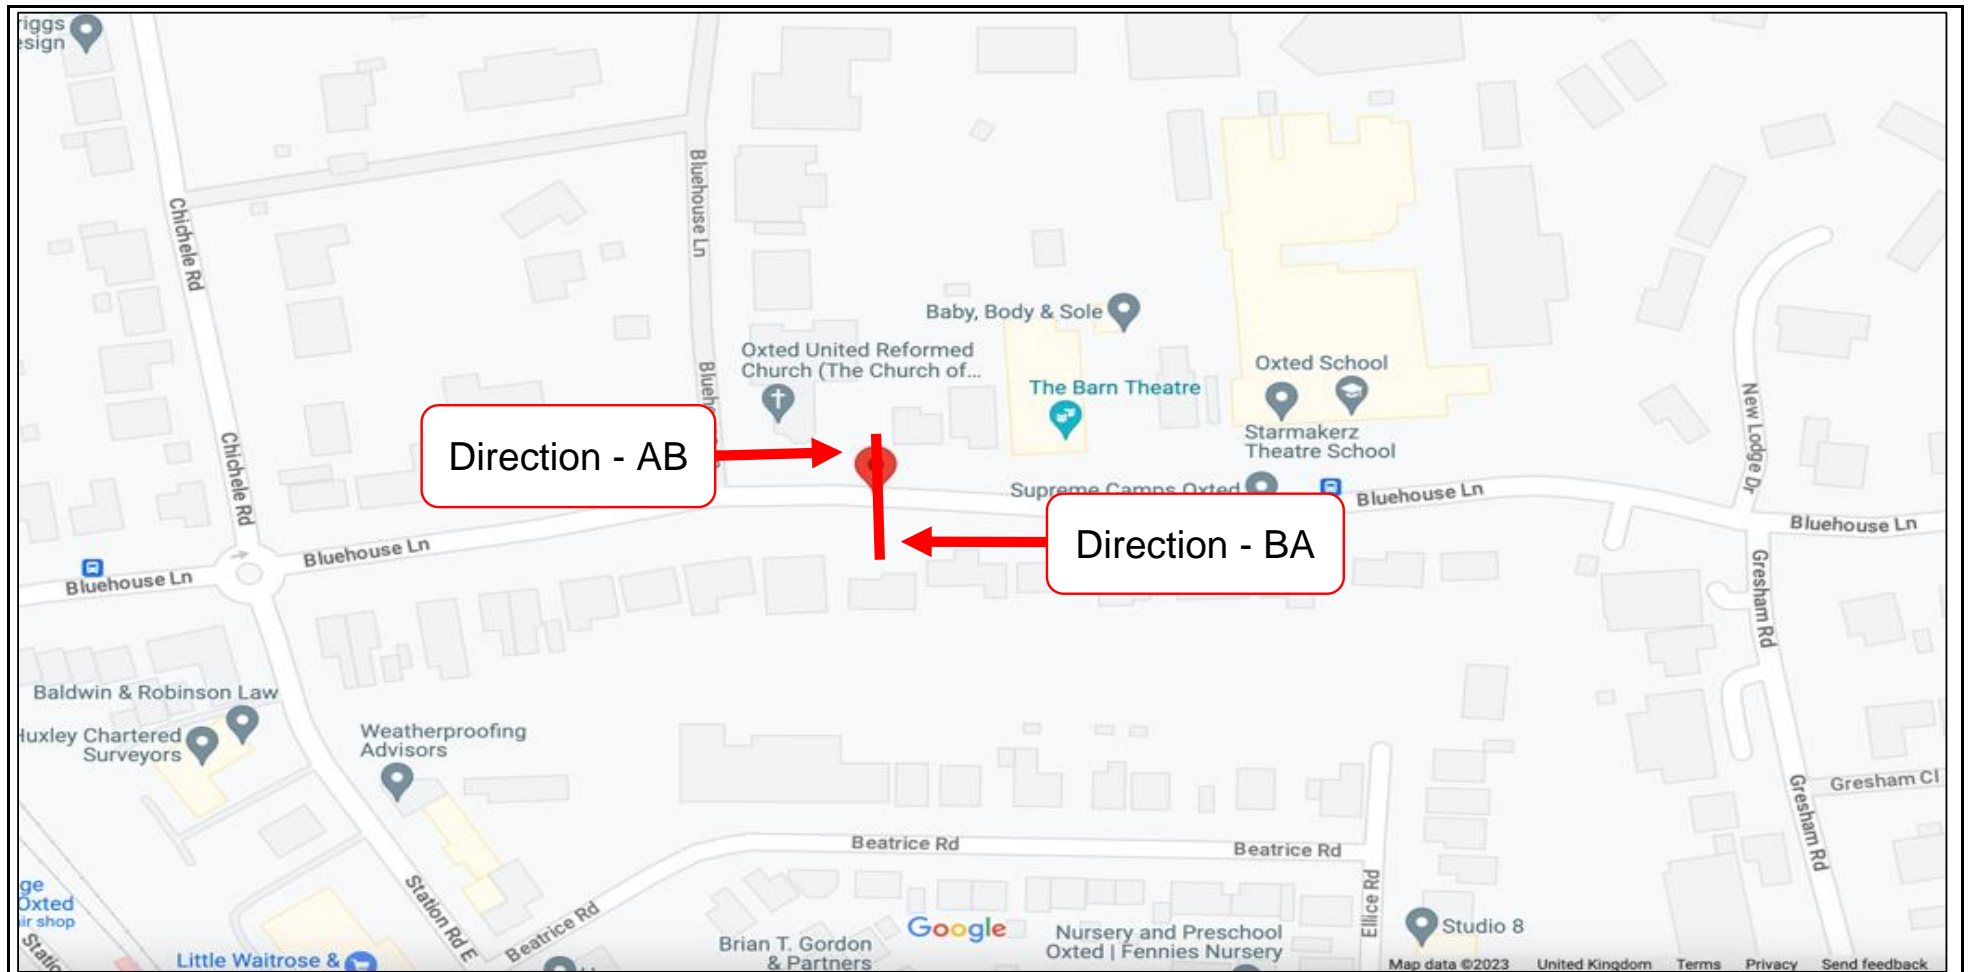 riggs
esign
Chichele Rd
Bluehouse Ln
Baby, Body & Sole
Oxted United Reformed
Church (The Church of...
The Barn Theatre
Oxted School
Starmakerz
Theatre School
New Lodge Dr
Direction - AB
Chichele Rd
Supreme Camps Oxted
Bluehouse Ln
Bluehouse Ln
Direction - BA
Bluehouse Ln
Bluehouse Ln
Gresham Rd
Baldwin & Robinson Law
Huxley Chartered
Surveyors
Weatherproofing
Advisors
Gresham Cl
Gresham Rd
Beatrice Rd
Beatrice Rd
Ellice Rd
ge
Oxted
air shop
Station Rd E
Beatrice Rd
Google
Brian T. Gordon
& Partners
Nursery and Preschool
Oxted | Fennies Nursery
Studio 8
Little Waitrose &
Map data ©2023 United Kingdom Terms Privacy Send feedback